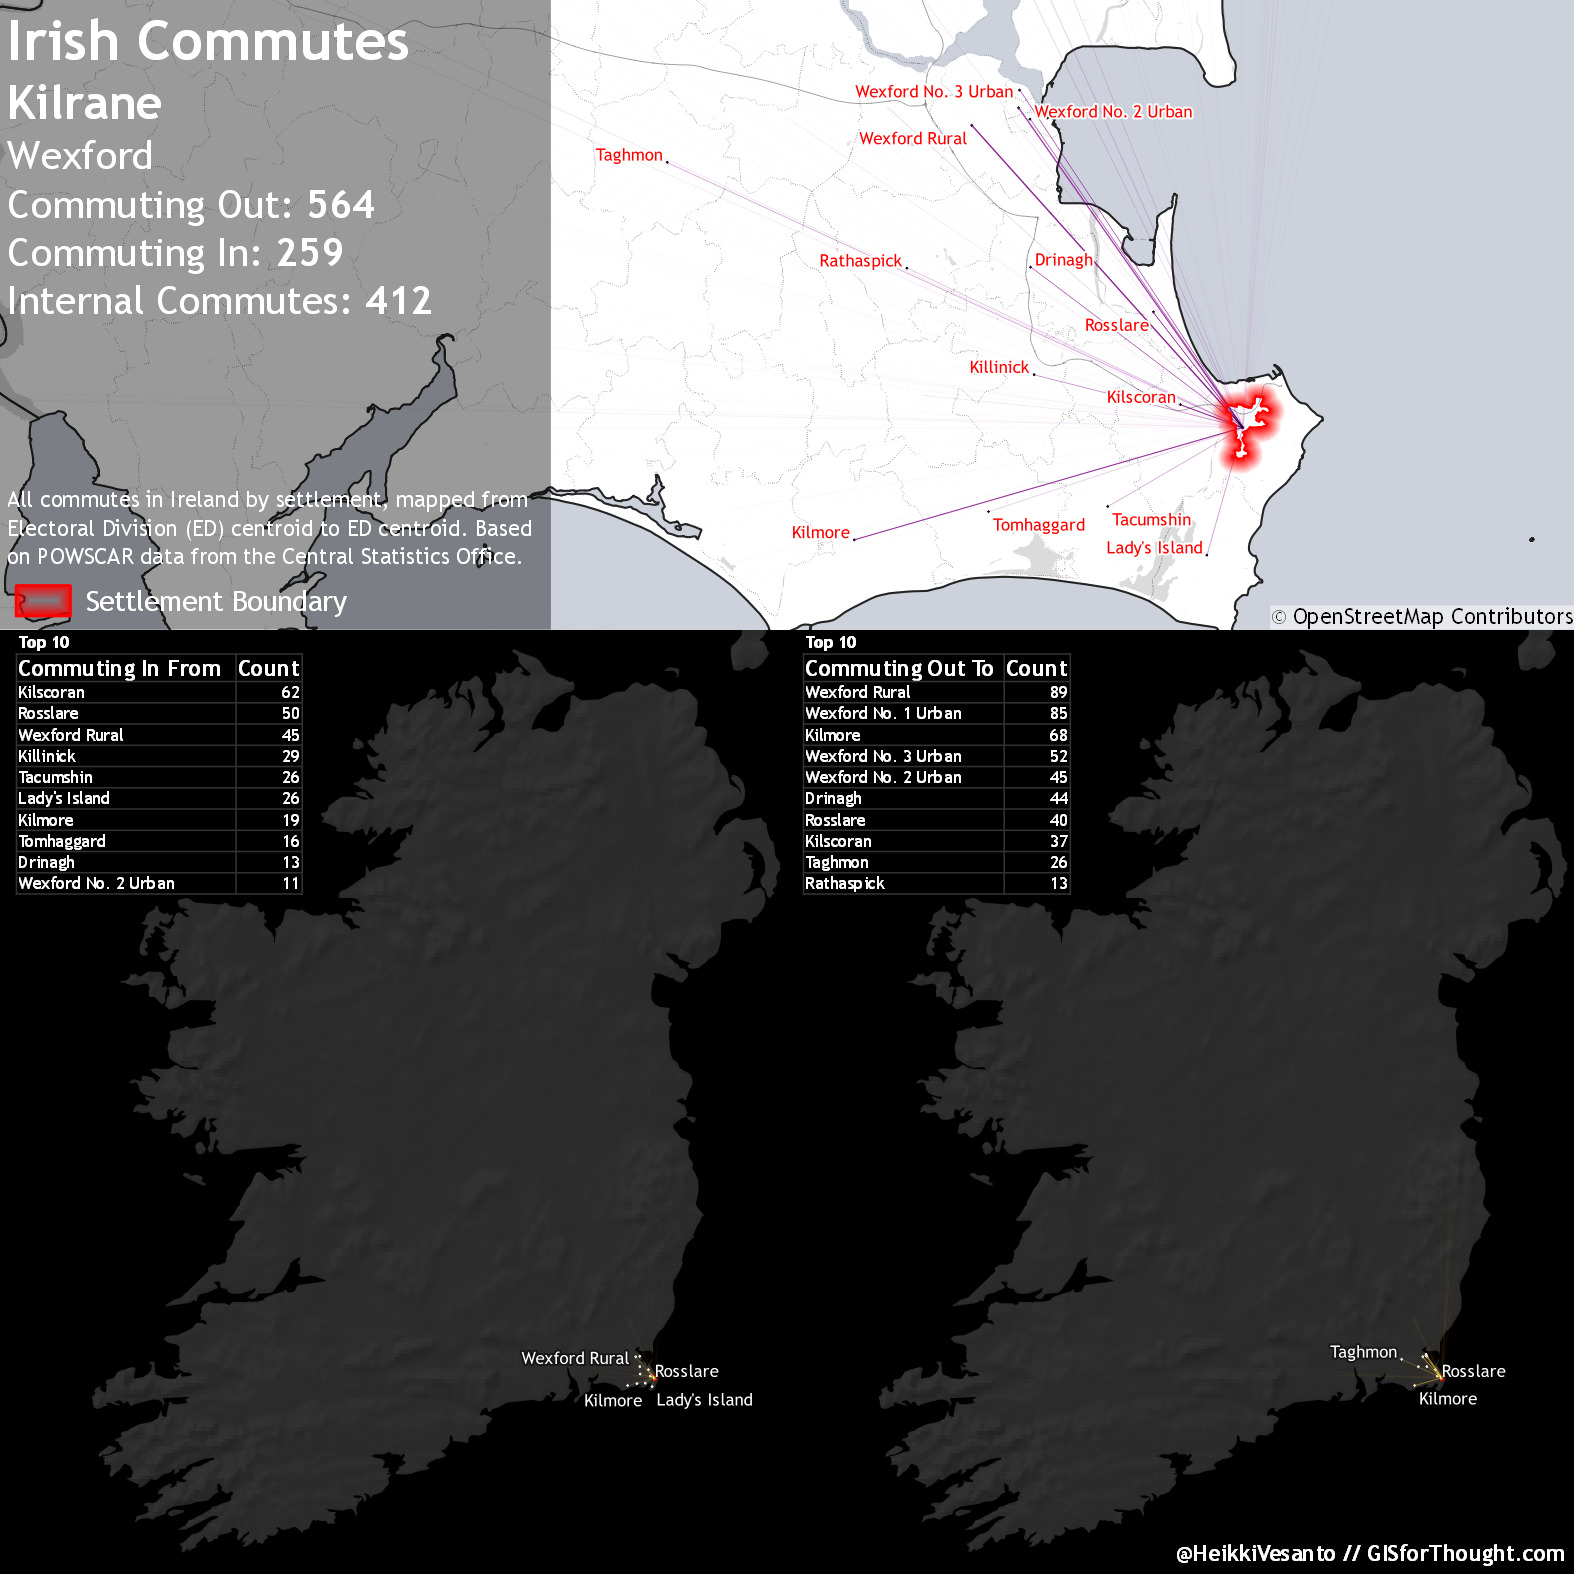 Irish Commutes
Kilrane
Wexford
Commuting Out: 564
Commuting In: 259
Internal Commutes: 412
All commutes in Ireland by settlement, mapped from
Electoral Division (ED) centroid to ED centroid. Based
on POWSCAR data from the Central Statistics Office.
Settlement Boundary
Wexford No. 3 Urban
Wexford No. 2 Urban
Wexford Rural
Taghmon
Rathaspick
Drinagh
Rosslare
Killinick
Kilscoran
Kilmore
Tomhaggard
Tacumshin
Lady's Island
© OpenStreetMap Contributors
Top 10
Commuting In From Count
Kilscoran 62
Rosslare 50
Wexford Rural 45
Killinick 29
Tacumshin 26
Lady's Island 26
Kilmore 19
Tomhaggard 16
Drinagh 13
Wexford No. 2 Urban 11
Wexford Rural
Rosslare
Kilmore
Lady's Island
Top 10
Commuting Out To Count
Wexford Rural 89
Wexford No. 1 Urban 85
Kilmore 68
Wexford No. 3 Urban 52
Wexford No. 2 Urban 45
Drinagh 44
Rosslare 40
Kilscoran 37
Taghmon 26
Rathaspick 13
Taghmon
Rosslare
Kilmore
@HeikkiVesanto // GISforThought.com